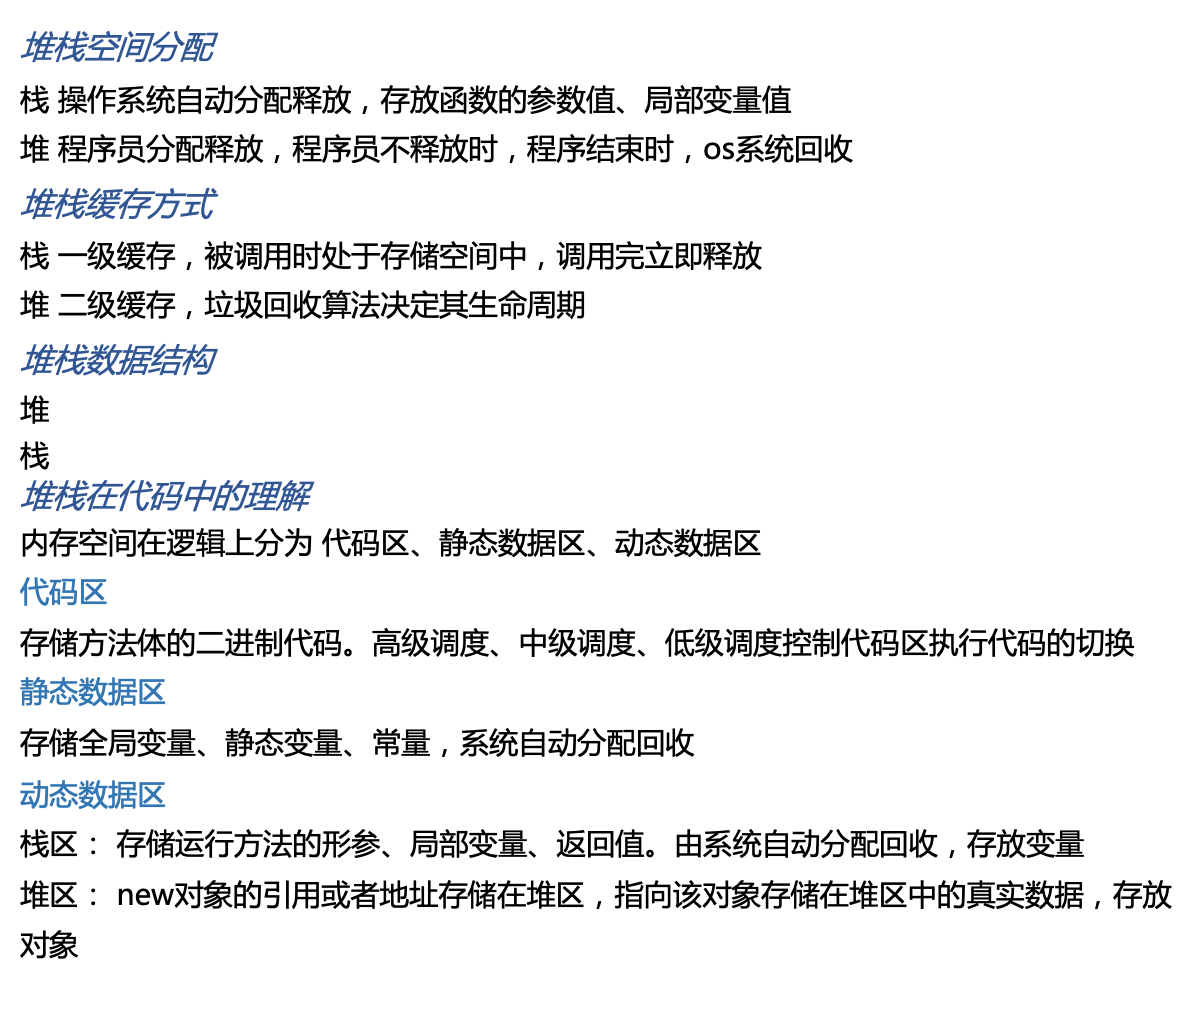 堆栈空间分配
栈 操作系统自动分配释放，存放函数的参数值、局部变量值
堆 程序员分配释放，程序员不释放时，程序结束时，os系统回收
堆栈缓存方式
栈 一级缓存，被调用时处于存储空间中，调用完立即释放
堆 二级缓存，垃圾回收算法决定其生命周期
堆栈数据结构
堆
栈
堆栈在代码中的理解
内存空间在逻辑上分为 代码区、静态数据区、动态数据区
代码区
存储方法体的二进制代码。高级调度、中级调度、低级调度控制代码区执行代码的切换
静态数据区
存储全局变量、静态变量、常量，系统自动分配回收
动态数据区
栈区： 存储运行方法的形参、局部变量、返回值。由系统自动分配回收，存放变量
堆区： new对象的引用或者地址存储在堆区，指向该对象存储在堆区中的真实数据，存放
对象